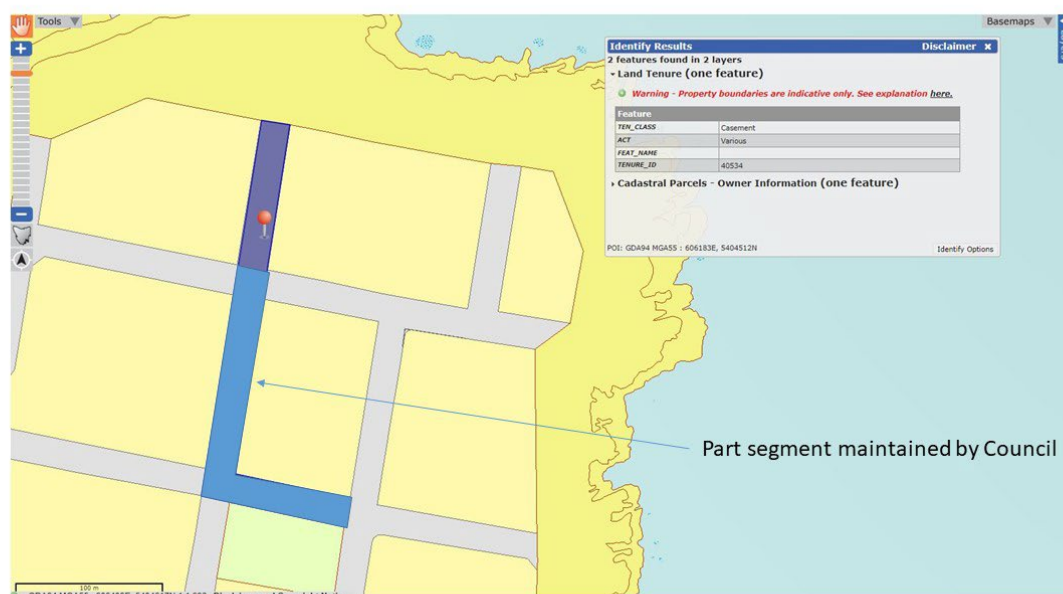 Tools
Basemaps
Identify Results
Disclaimer x
2 features found in 2 layers
Land Tenure (one feature)
Warning - Property boundaries are indicative only. See explanation here.
Feature
TEN_CLASS Casement
ACT Various
FEAT_NAME
TENURE_ID 40534
Cadastral Parcels - Owner Information (one feature)
POI: GDA94 MGA55 : 606183E, 5404512N
Identify Options
Part segment maintained by Council
100 m